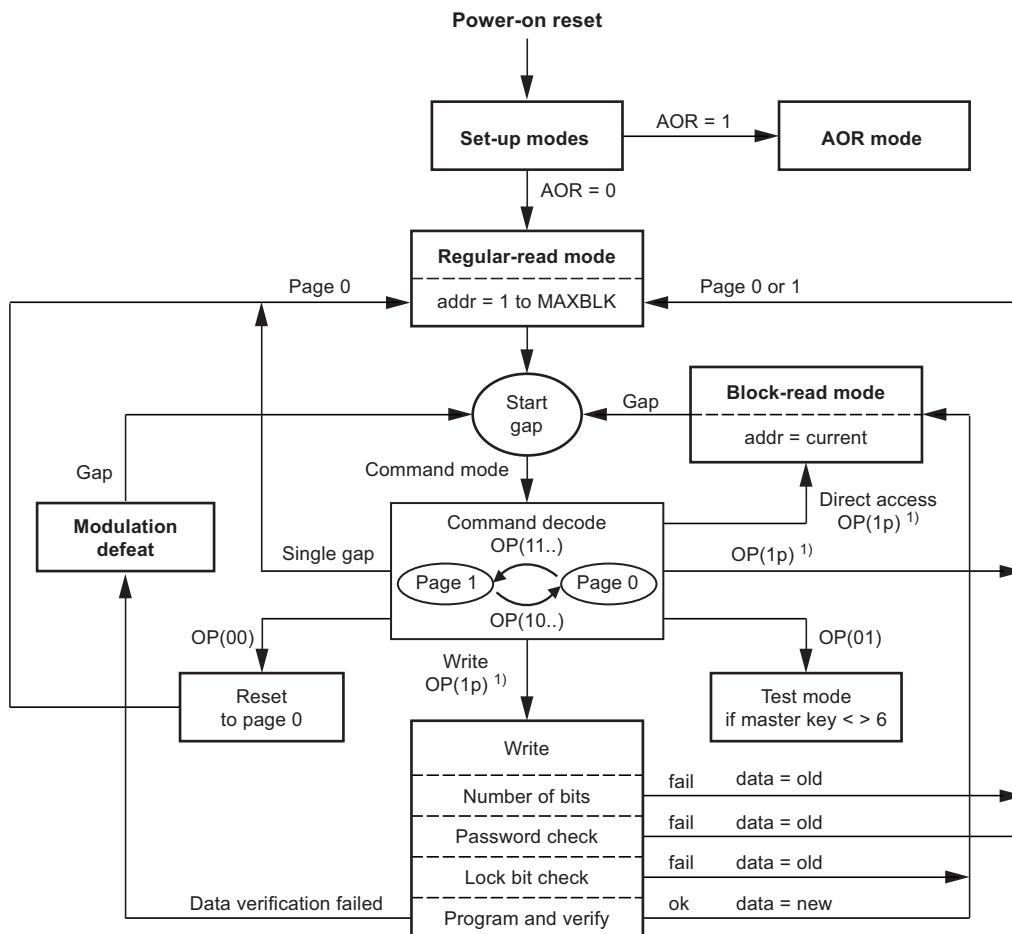 Power-on reset
Set-up modes
AOR = 1
AOR mode
AOR = 0
Regular-read mode
addr = 1 to MAXBLK
Page 0
Page 0 or 1
Start
gap
Gap
Block-read mode
addr = current
Gap
Command mode
Modulation
defeat
Command decode
OP(11..)
Page 1
Page 0
OP(10..)
Direct access
OP(1p) 1)
Single gap
OP(1p) 1)
OP(00)
OP(01)
Reset
to page 0
Write
OP(1p) 1)
Test mode
if master key < > 6
Write
Number of bits
fail data = old
Password check
fail data = old
Lock bit check
fail data = old
Data verification failed
Program and verify
ok data = new